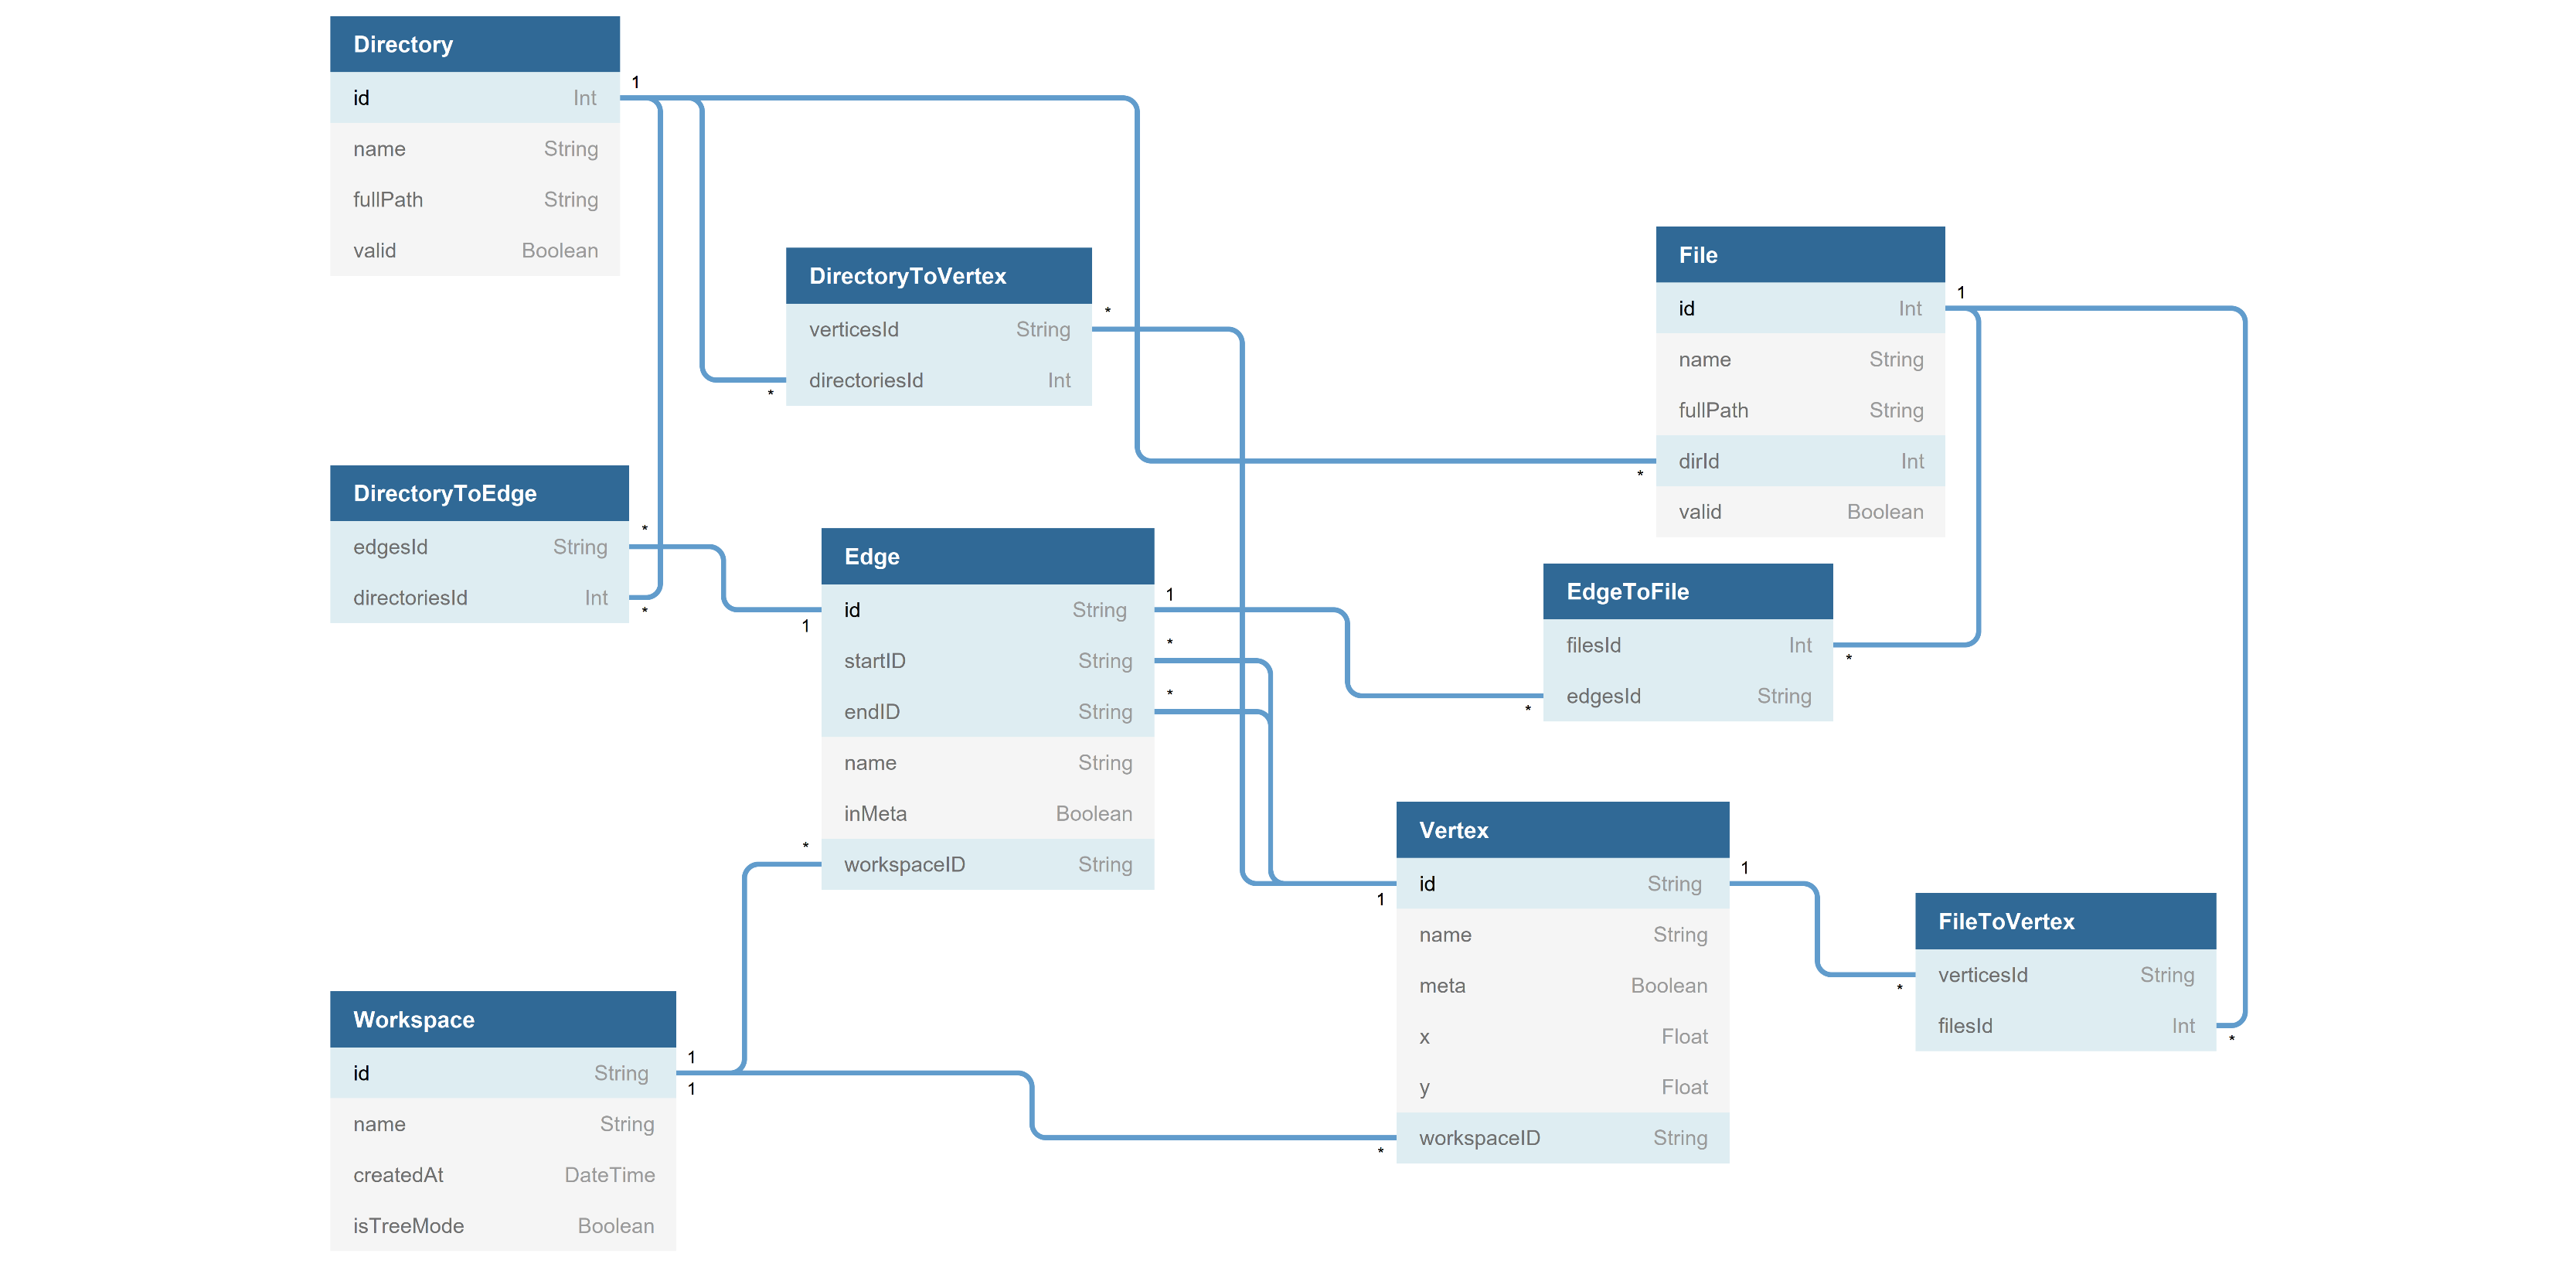 Directory
1
id Int
name String
fullPath String
valid Boolean
DirectoryToVertex
*
verticesId String
directoriesId Int
*
File
1
id Int
name String
fullPath String
dirId Int
*
valid Boolean
DirectoryToEdge
*
edgesId String
directoriesId Int
*
Edge
1
id String
1
*
startID String
*
endID String
name String
inMeta Boolean
*
workspaceID String
EdgeToFile
filesId Int
*
edgesId String
*
Vertex
1
id String
1
name String
meta Boolean
x Float
y Float
workspaceID String
*
FileToVertex
verticesId String
*
filesId Int
*
Workspace
1
id String
1
name String
createdAt DateTime
isTreeMode Boolean